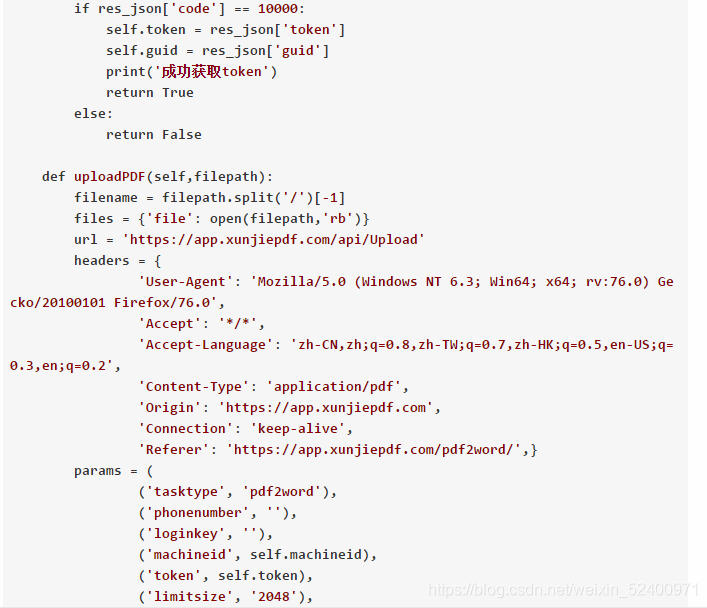 if res_json['code'] == 10000:
            self.token = res_json['token']
            self.guid = res_json['guid']
            print('成功获取token')
            return True
        else:
            return False

    def uploadPDF(self,filepath):
        filename = filepath.split('/')[-1]
        files = {'file': open(filepath,'rb')}
        url = 'https://app.xunjiepdf.com/api/Upload'
        headers = {
                'User-Agent': 'Mozilla/5.0 (Windows NT 6.3; Win64; x64; rv:76.0) Ge
cko/20100101 Firefox/76.0',
                'Accept': '*/*',
                'Accept-Language': 'zh-CN,zh;q=0.8,zh-TW;q=0.7,zh-HK;q=0.5,en-US;q=
0.3,en;q=0.2',
                'Content-Type': 'application/pdf',
                'Origin': 'https://app.xunjiepdf.com',
                'Connection': 'keep-alive',
                'Referer': 'https://app.xunjiepdf.com/pdf2word/',}
        params = (
                ('tasktype', 'pdf2word'),
                ('phonenumber', ''),
                ('loginkey', ''),
                ('machineid', self.machineid),
                ('token', self.token),
                ('limitsize', '2048'),
https://blog.csdn.net/weixin_52400971